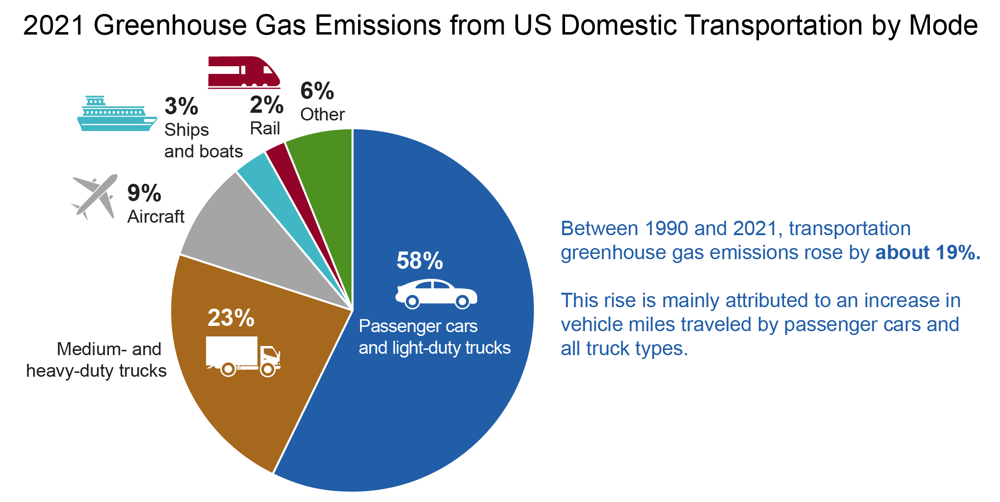 2021 Greenhouse Gas Emissions from US Domestic Transportation by Mode
6%
Other
2%
Rail
3%
Ships
and boats
9%
Aircraft
58%
Passenger cars
and light-duty trucks
23%
Medium- and
heavy-duty trucks
Between 1990 and 2021, transportation
greenhouse gas emissions rose by about 19%.
This rise is mainly attributed to an increase in
vehicle miles traveled by passenger cars and
all truck types.